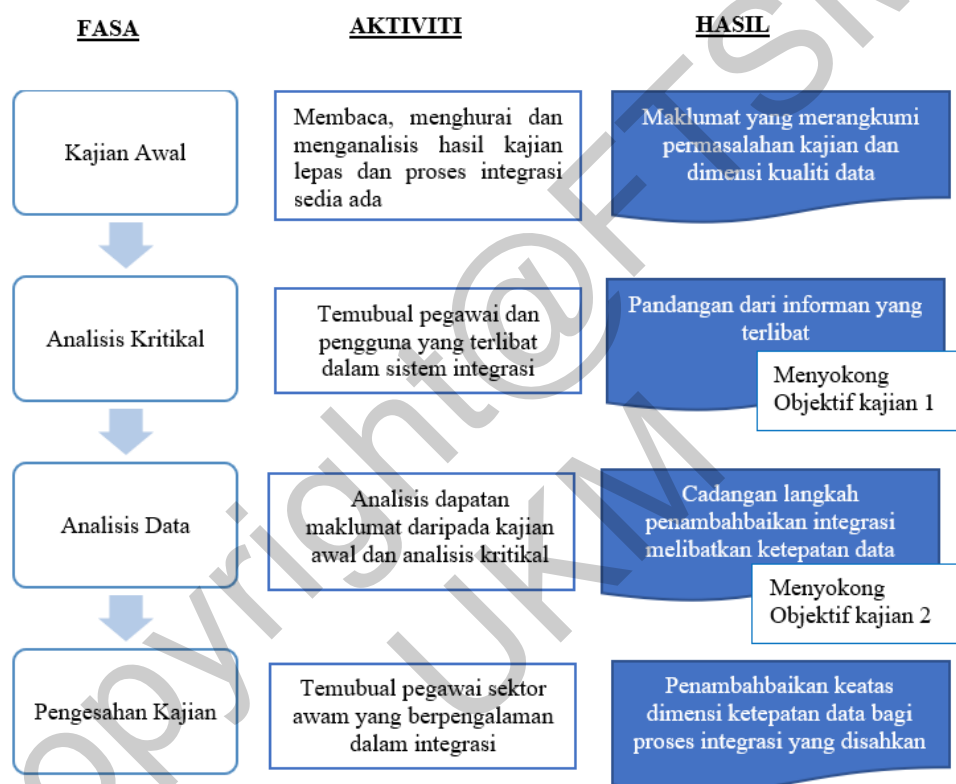 FASA
AKTIVITI
HASIL
Kajian Awal
Membaca, menghurai dan
menganalisis hasil kajian
lepas dan proses integrasi
sedia ada
Maklumat yang merangkumi
permasalahan kajian dan
dimensi kualiti data
Analisis Kritikal
Temubual pegawai dan
pengguna yang terlibat
dalam sistem integrasi
Pandangan dari informan yang
terlibat
Menyokong
Objektif kajian 1
Analisis Data
Analisis dapatan
maklumat daripada kajian
awal dan analisis kritikal
Cadangan langkah
penambahbaikan integrasi
melibatkan ketepatan data
Menyokong
Objektif kajian 2
Pengesahan Kajian
Temubual pegawai sektor
awam yang berpengalaman
dalam integrasi
Penambahbaikan keatas
dimensi ketepatan data bagi
proses integrasi yang disahkan
opyright@FTSM
UKM